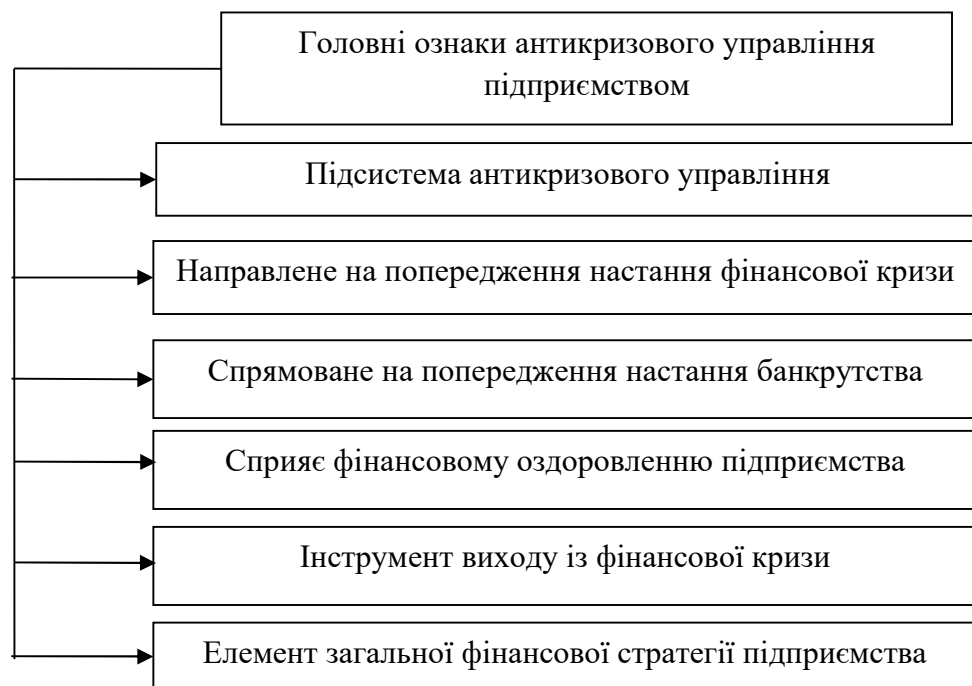 Головні ознаки антикризового управління
підприємством
Підсистема антикризового управління
Направлене на попередження настання фінансової кризи
Спрямоване на попередження настання банкрутства
Сприяє фінансовому оздоровленню підприємства
Інструмент виходу із фінансової кризи
Елемент загальної фінансової стратегії підприємства